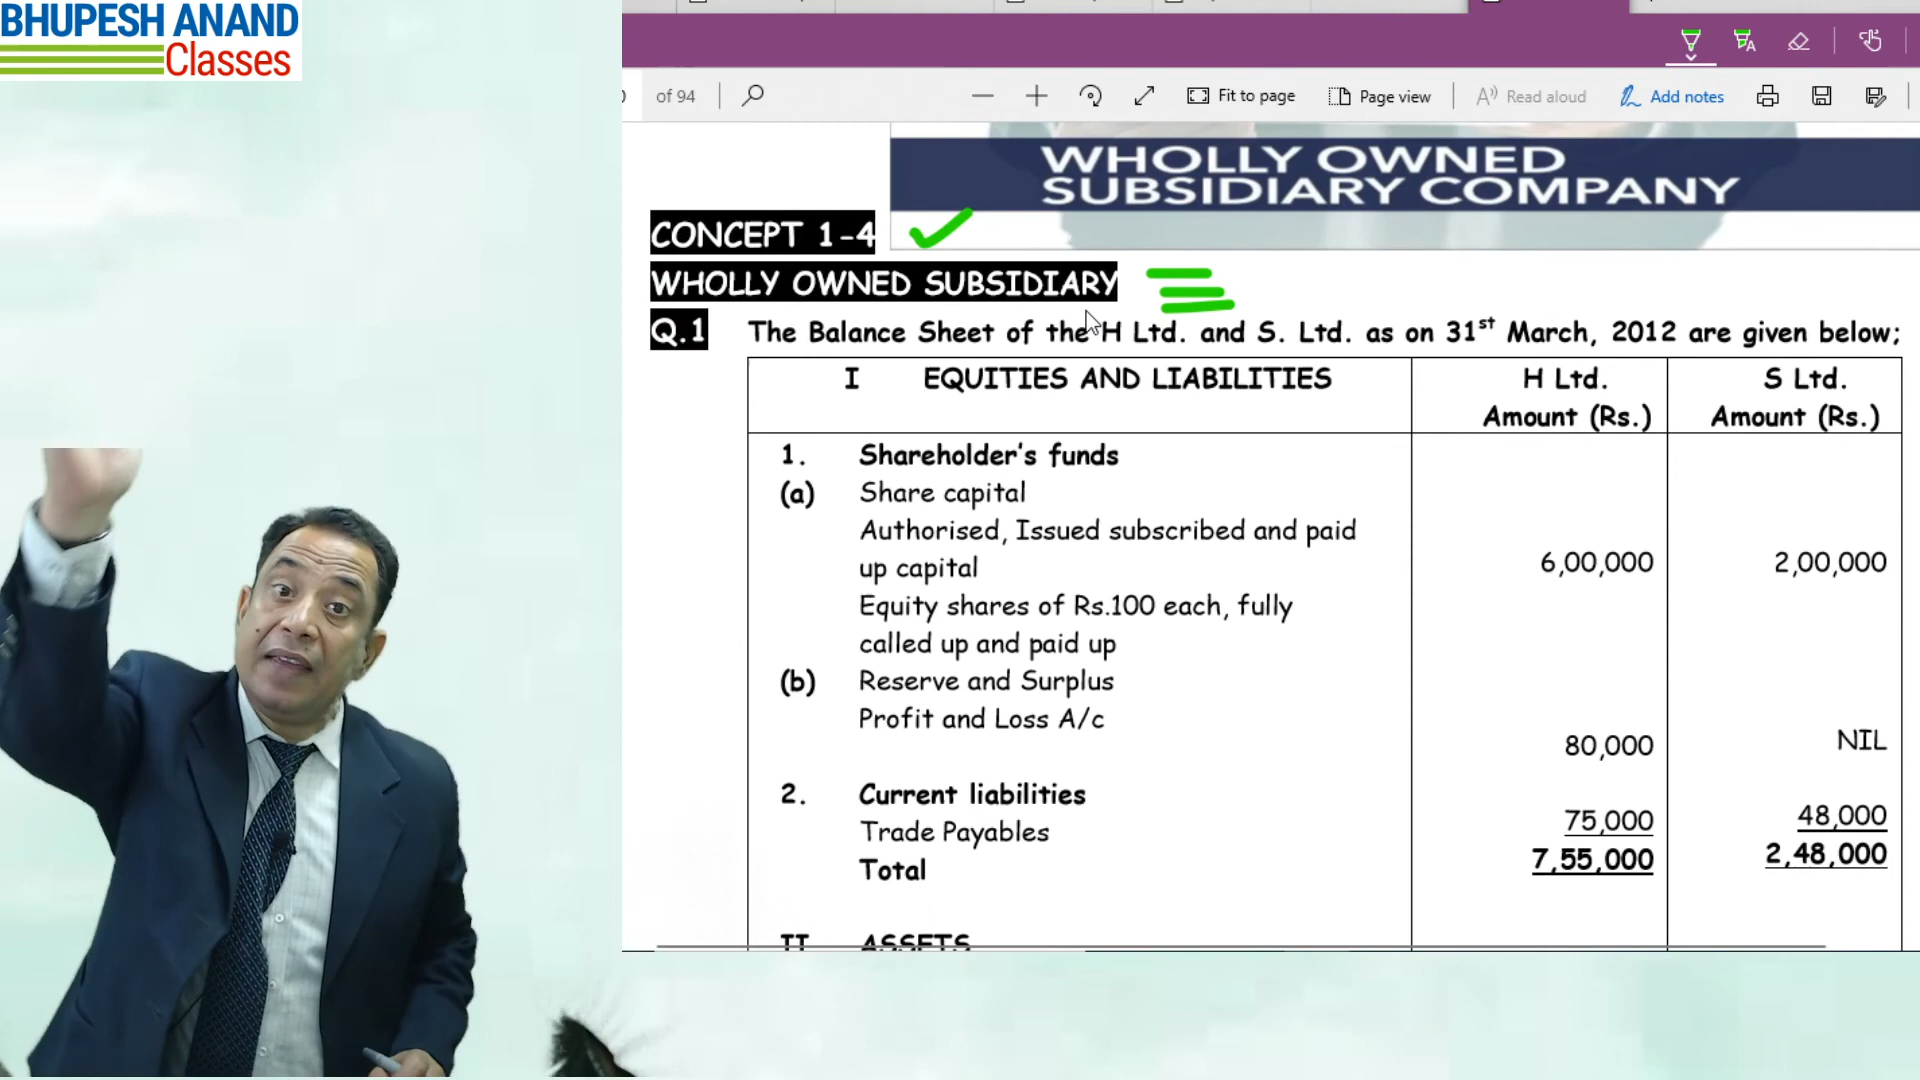 BHUPESH ANAND
Classes
of 94
Fit to page
Page view
Read aloud
Add notes
WHOLLY OWNED
SUBSIDIARY COMPANY
CONCEPT 1-4
WHOLLY OWNED SUBSIDIARY
Q.1 The Balance Sheet of the H Ltd. and S. Ltd. as on 31st March, 2012 are given below;
I EQUITIES AND LIABILITIES H Ltd. S Ltd.
Amount (Rs.) Amount (Rs.)
1. Shareholder's funds
(a) Share capital
Authorised, Issued subscribed and paid
up capital 6,00,000 2,00,000
Equity shares of Rs.100 each, fully
called up and paid up
(b) Reserve and Surplus
Profit and Loss A/c
80,000 NIL
2. Current liabilities
Trade Payables 75,000 48,000
Total 7,55,000 2,48,000
II ASSETS